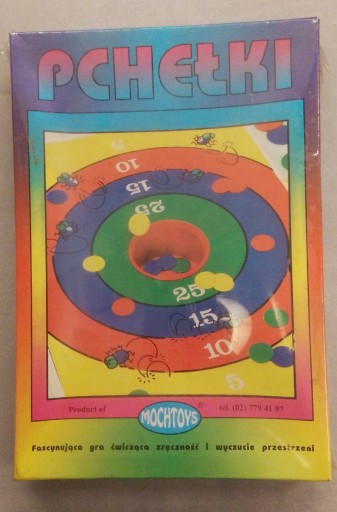 PCHEŁKI
5
10
15
25
25
15
10
5
Product of
MOCHTOYS®
tel. (02) 779 41 97
Fascynująca gra ćwicząca zręczność i wyczucie przestrzeni